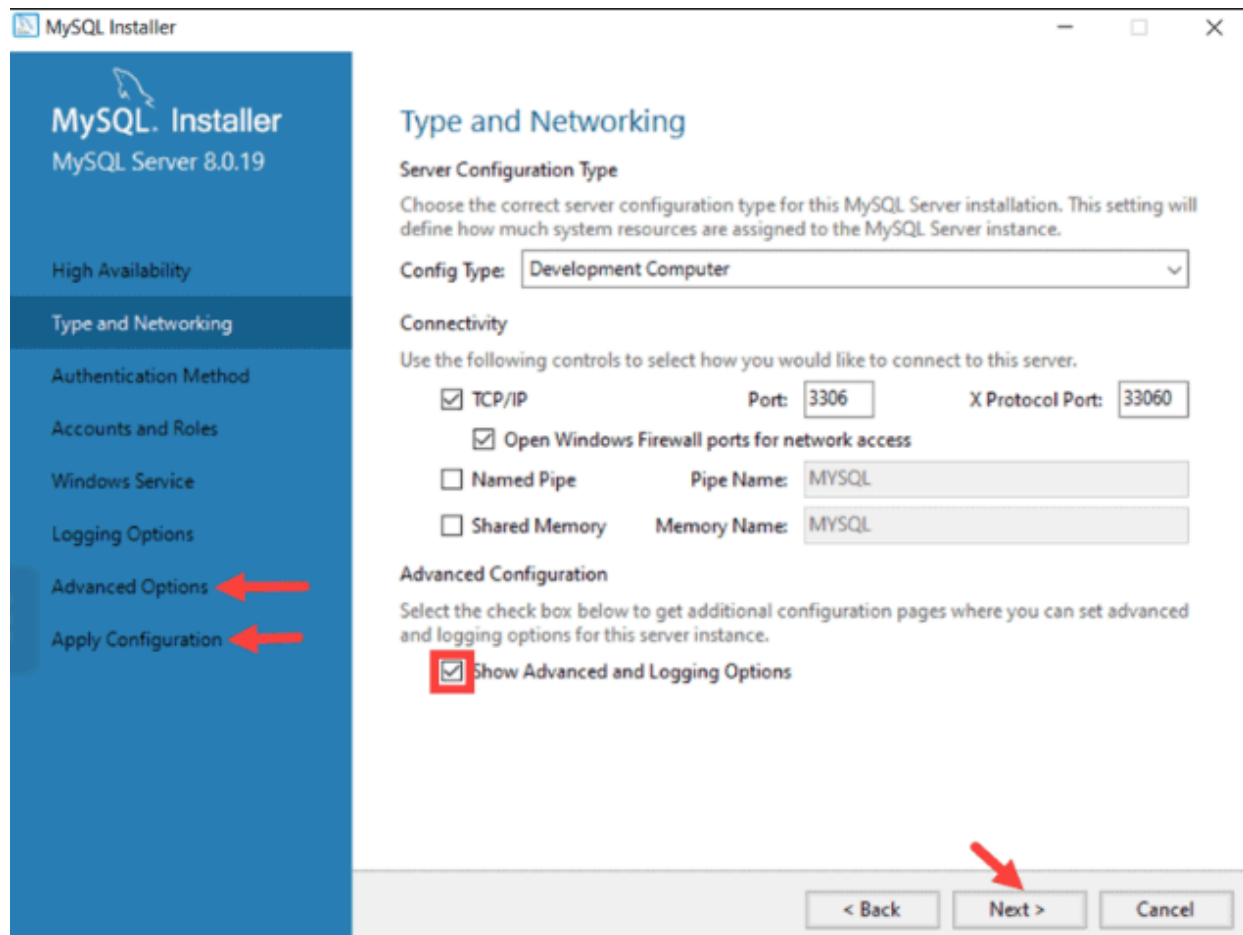 MySQL Installer
MySQL. Installer
MySQL Server 8.0.19
High Availability
Type and Networking
Authentication Method
Accounts and Roles
Windows Service
Logging Options
Advanced Options
Apply Configuration
Type and Networking
Server Configuration Type
Choose the correct server configuration type for this MySQL Server installation. This setting will
define how much system resources are assigned to the MySQL Server instance.
Config Type: Development Computer
Connectivity
Use the following controls to select how you would like to connect to this server.
TCP/IP Port: 3306 X Protocol Port: 33060
Open Windows Firewall ports for network access
Named Pipe Pipe Name: MYSQL
Shared Memory Memory Name: MYSQL
Advanced Configuration
Select the check box below to get additional configuration pages where you can set advanced
and logging options for this server instance.
Show Advanced and Logging Options
< Back Next > Cancel